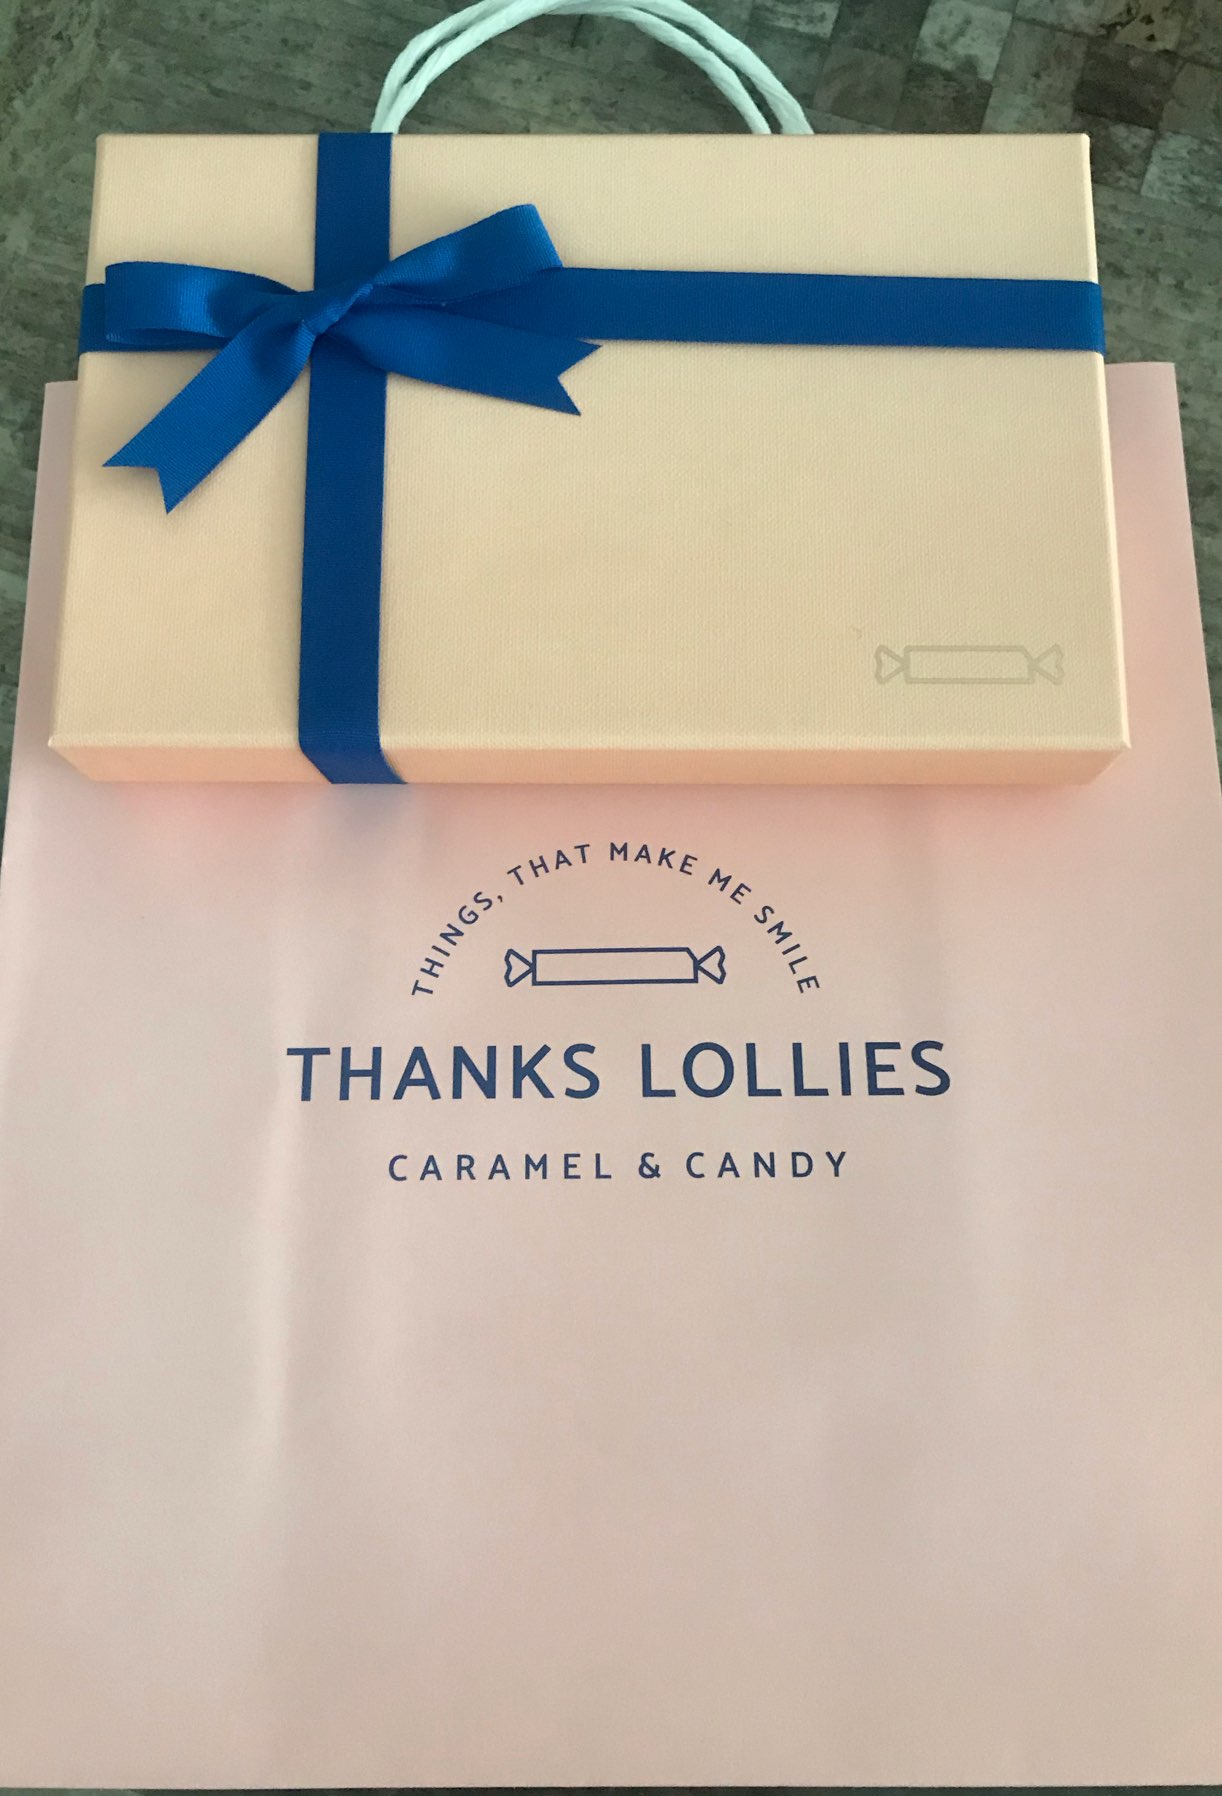 THINGS, THAT MAKE ME SMILE
THANKS LOLLIES
CARAMEL & CANDY